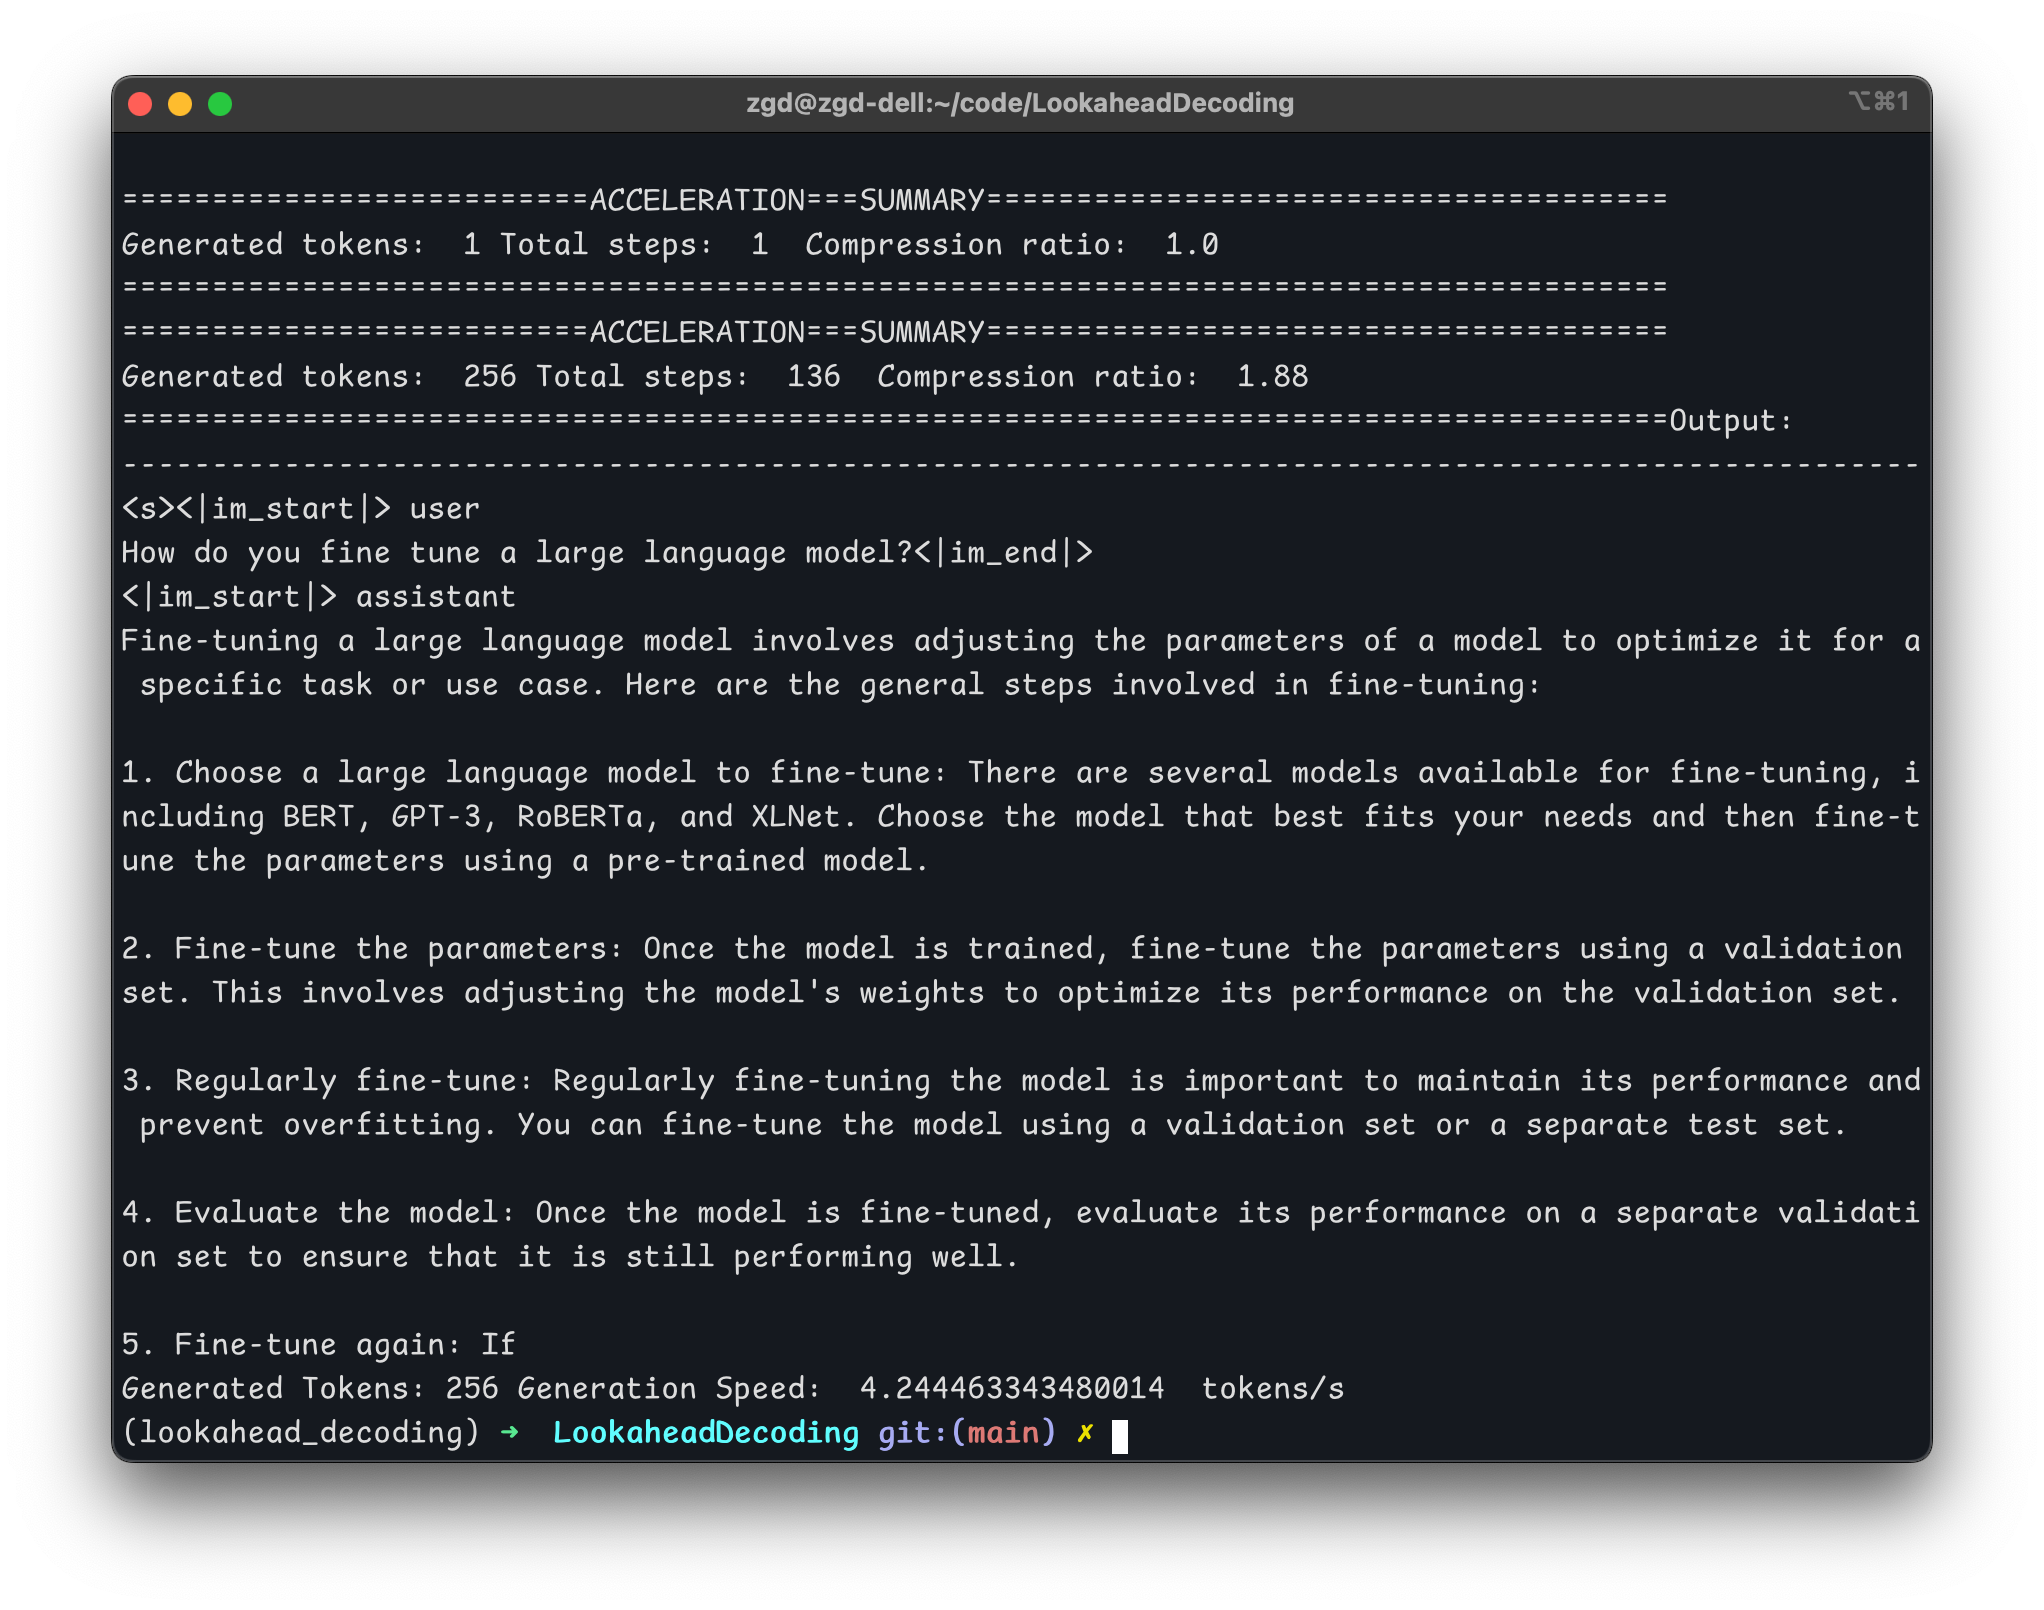 zgd@zgd-dell:~/code/LookaheadDecoding ⌥⌘1
==========================ACCELERATION===SUMMARY======================================
Generated tokens:  1 Total steps:  1  Compression ratio:  1.0
======================================================================================
==========================ACCELERATION===SUMMARY======================================
Generated tokens:  256 Total steps:  136  Compression ratio:  1.88
======================================================================================Output:
----------------------------------------------------------------------------------------------------
<s><|im_start|> user
How do you fine tune a large language model?<|im_end|>
<|im_start|> assistant
Fine-tuning a large language model involves adjusting the parameters of a model to optimize it for a
 specific task or use case. Here are the general steps involved in fine-tuning:
1. Choose a large language model to fine-tune: There are several models available for fine-tuning, i
ncluding BERT, GPT-3, RoBERTa, and XLNet. Choose the model that best fits your needs and then fine-t
une the parameters using a pre-trained model.
2. Fine-tune the parameters: Once the model is trained, fine-tune the parameters using a validation
set. This involves adjusting the model's weights to optimize its performance on the validation set.
3. Regularly fine-tune: Regularly fine-tuning the model is important to maintain its performance and
 prevent overfitting. You can fine-tune the model using a validation set or a separate test set.
4. Evaluate the model: Once the model is fine-tuned, evaluate its performance on a separate validati
on set to ensure that it is still performing well.
5. Fine-tune again: If
Generated Tokens: 256 Generation Speed:  4.244463343480014  tokens/s
(lookahead_decoding) ➜  LookaheadDecoding git:(main) ✗